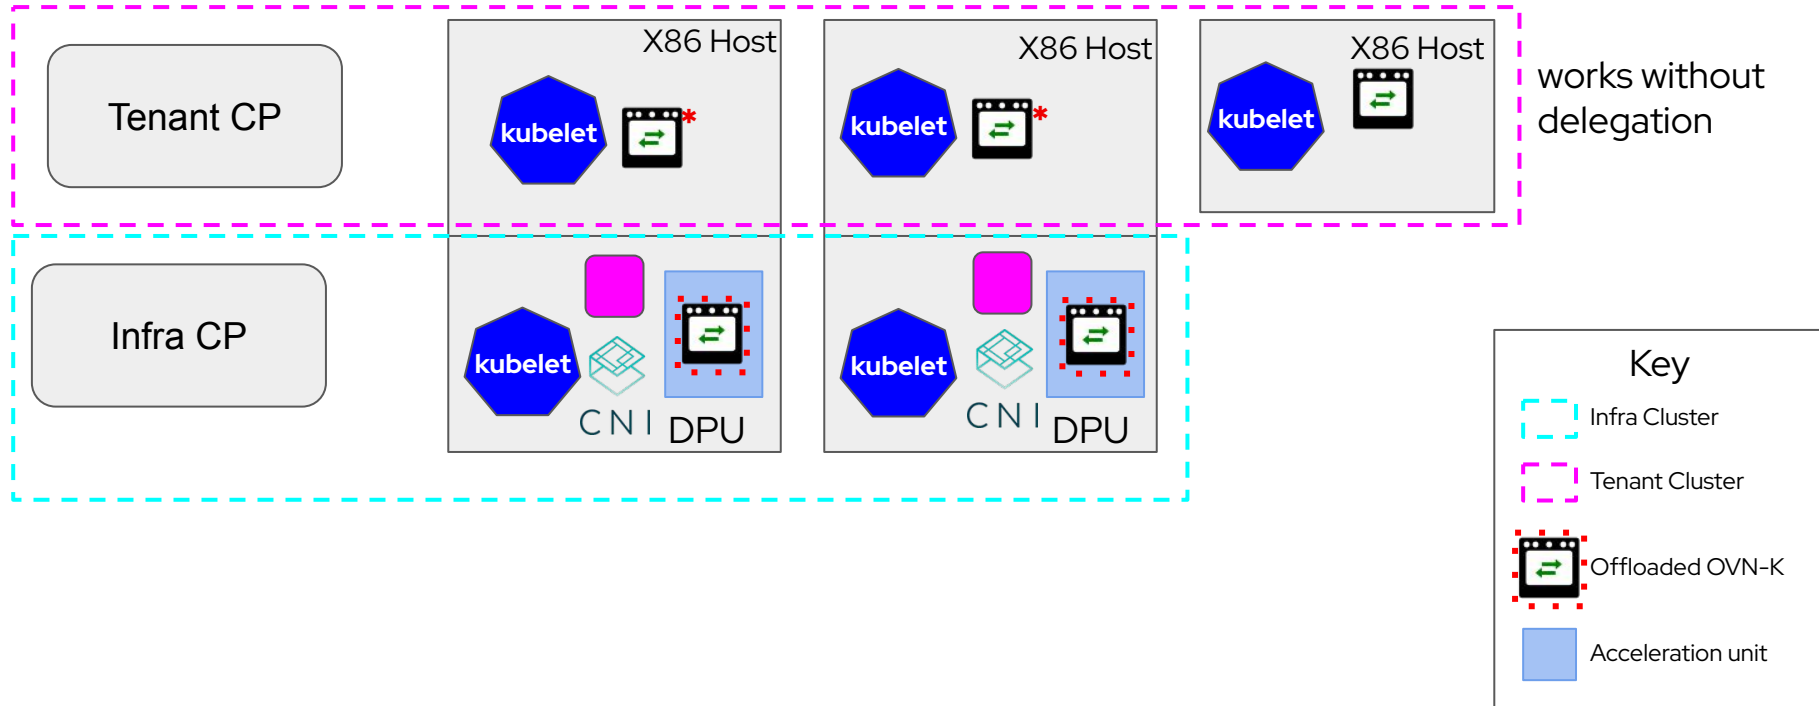 Tenant CP
X86 Host
kubelet
*
X86 Host
kubelet
*
X86 Host
kubelet
works without
delegation
Infra CP
kubelet
CNI
DPU
kubelet
CNI
DPU
Key
Infra Cluster
Tenant Cluster
Offloaded OVN-K
Acceleration unit